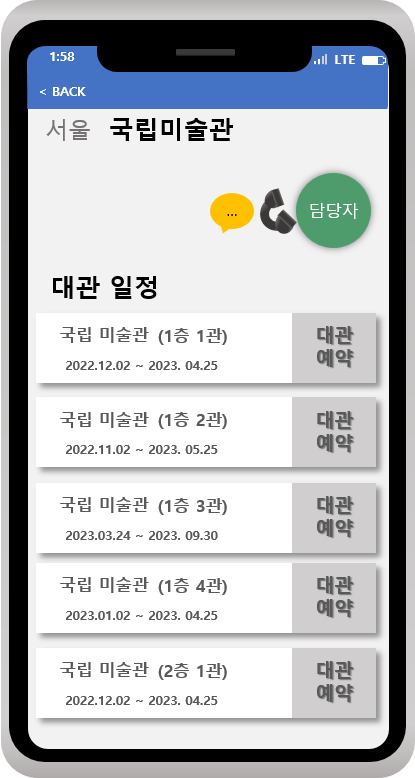 1:58
LTE
< BACK
서울 국립미술관
...
담당자
대관 일정
국립 미술관 (1층 1관)
2022.12.02 ~ 2023. 04.25
대관
예약
국립 미술관 (1층 2관)
2022.11.02 ~ 2023. 05.25
대관
예약
국립 미술관 (1층 3관)
2023.03.24 ~ 2023. 09.30
대관
예약
국립 미술관 (1층 4관)
2023.01.02 ~ 2023. 04.25
대관
예약
국립 미술관 (2층 1관)
2022.12.02 ~ 2023. 04.25
대관
예약